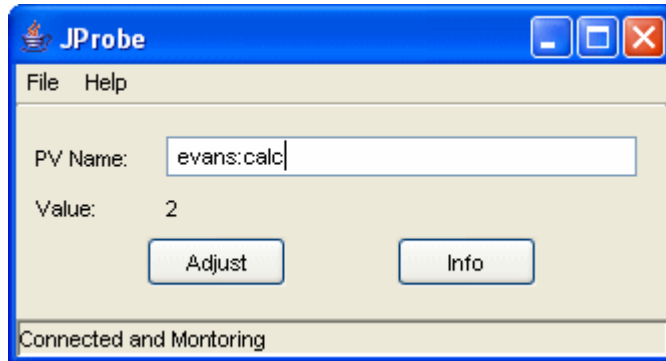 JProbe
File Help
PV Name: evans:calc
Value: 2
Adjust Info
Connected and Montoring